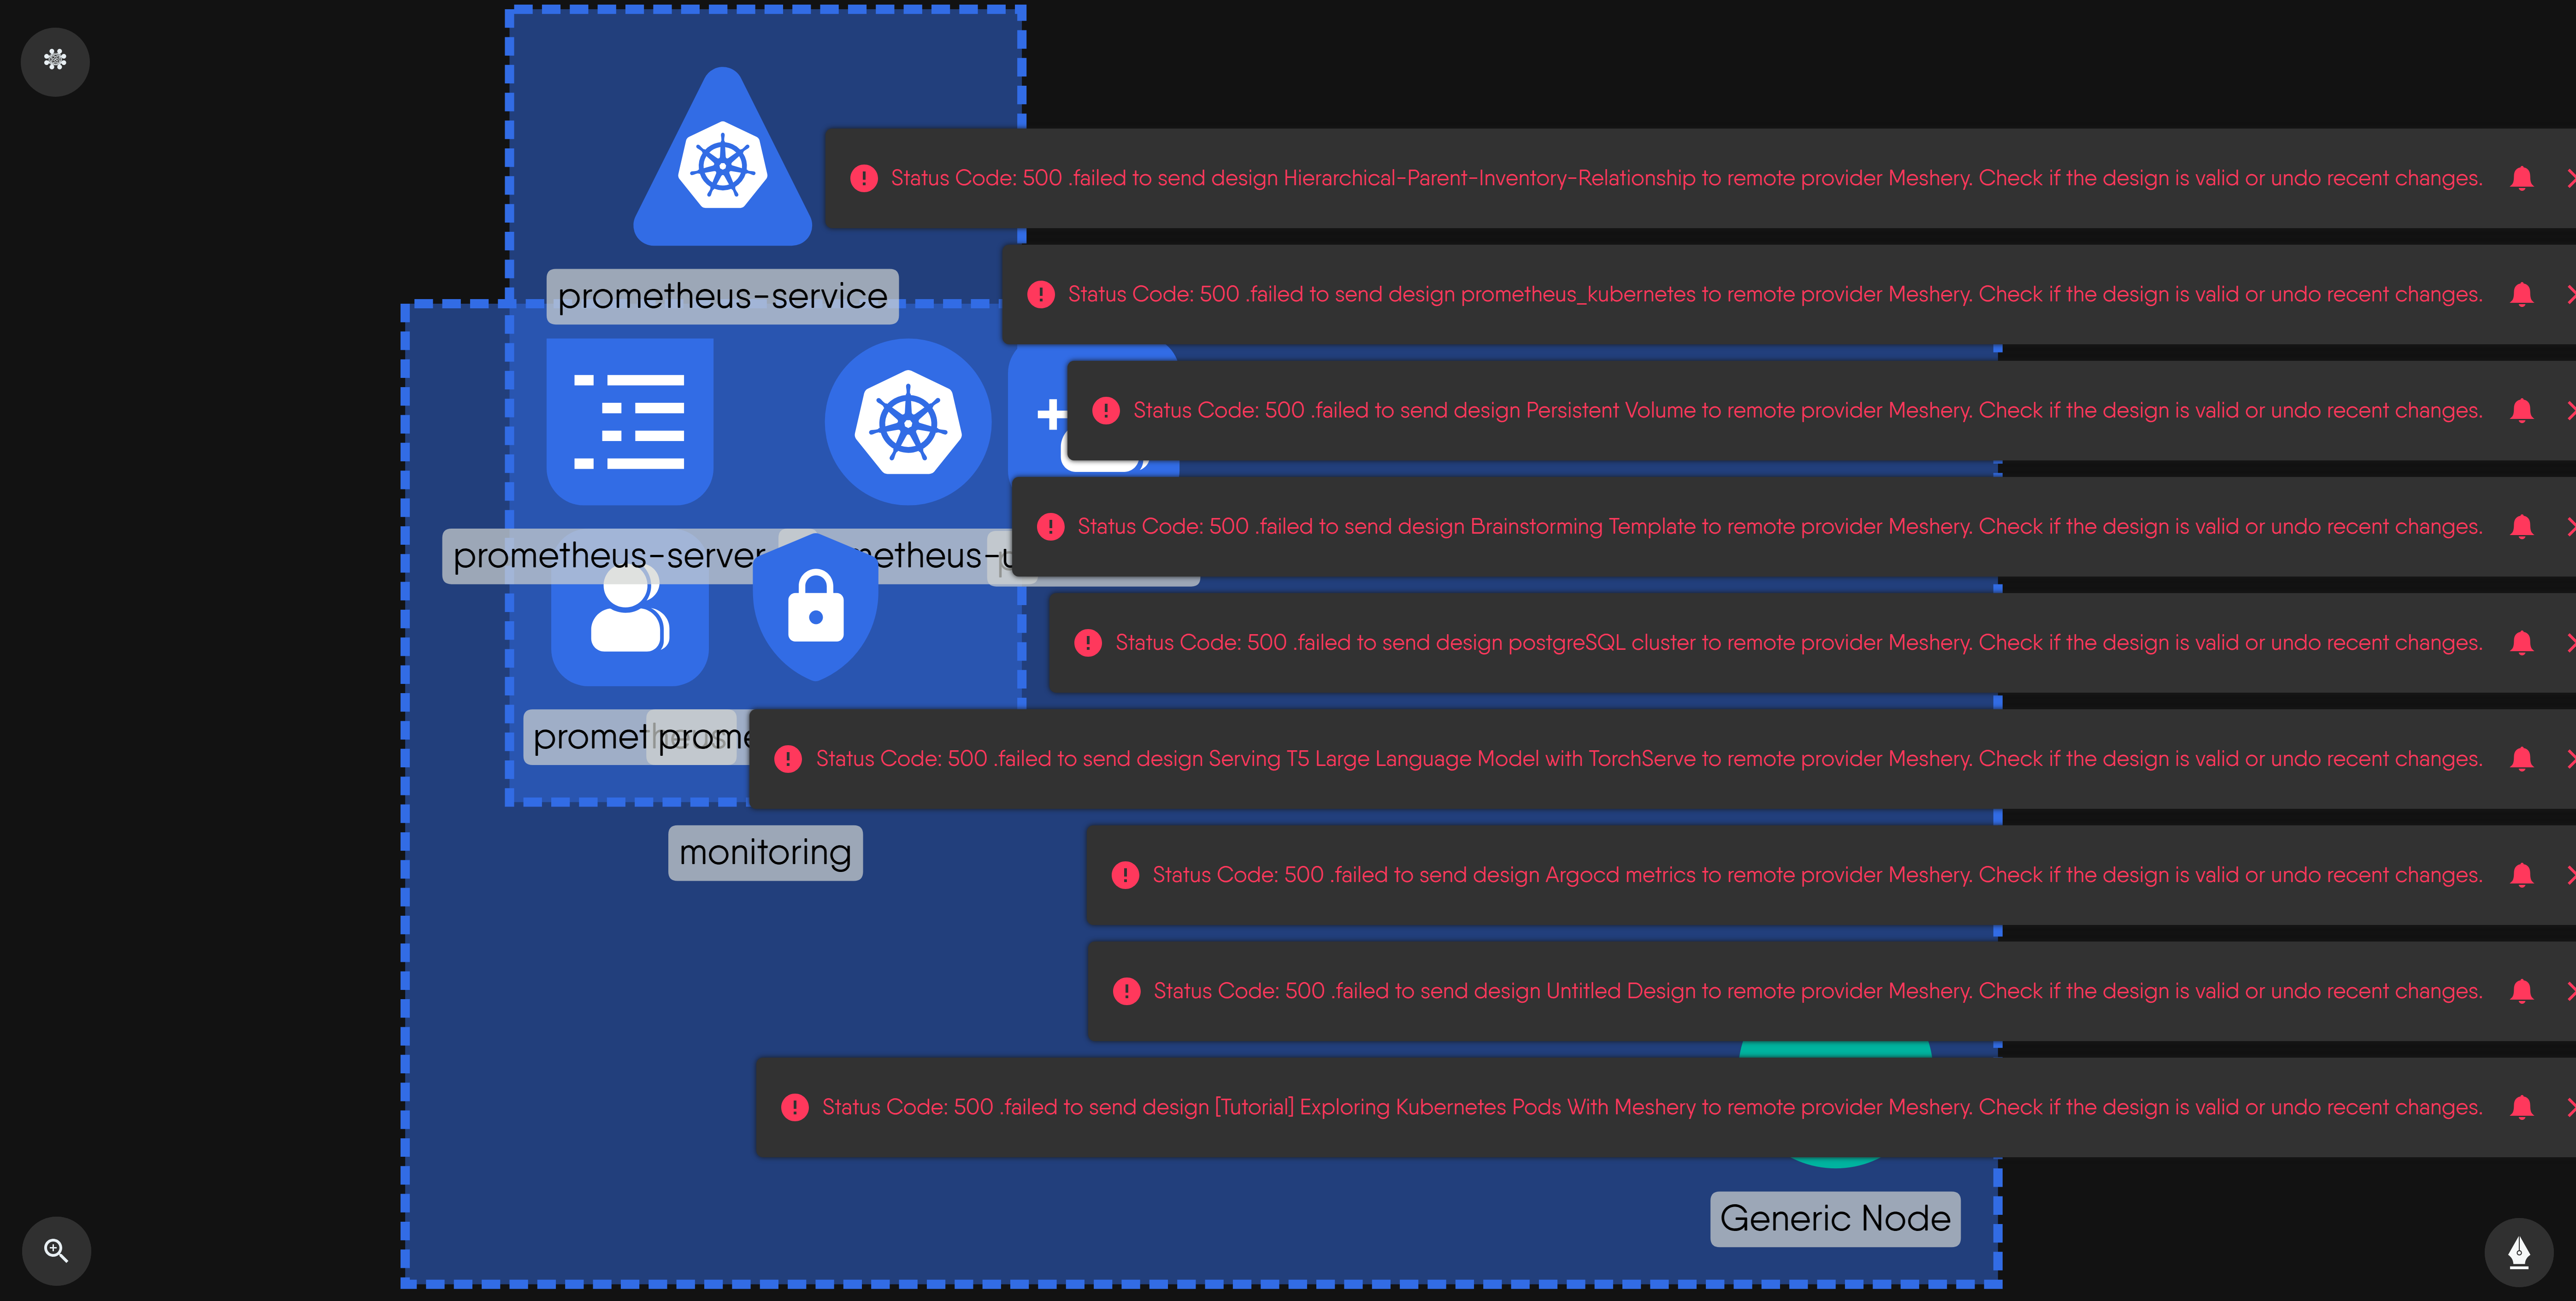 Status Code: 500 .failed to send design Hierarchical-Parent-Inventory-Relationship to remote provider Meshery. Check if the design is valid or undo recent changes.
prometheus-service
Status Code: 500 .failed to send design prometheus_kubernetes to remote provider Meshery. Check if the design is valid or undo recent changes.
Status Code: 500 .failed to send design Persistent Volume to remote provider Meshery. Check if the design is valid or undo recent changes.
Status Code: 500 .failed to send design Brainstorming Template to remote provider Meshery. Check if the design is valid or undo recent changes.
prometheus-server
Status Code: 500 .failed to send design postgreSQL cluster to remote provider Meshery. Check if the design is valid or undo recent changes.
prometheus
Status Code: 500 .failed to send design Serving T5 Large Language Model with TorchServe to remote provider Meshery. Check if the design is valid or undo recent changes.
monitoring
Status Code: 500 .failed to send design Argocd metrics to remote provider Meshery. Check if the design is valid or undo recent changes.
Status Code: 500 .failed to send design Untitled Design to remote provider Meshery. Check if the design is valid or undo recent changes.
Status Code: 500 .failed to send design [Tutorial] Exploring Kubernetes Pods With Meshery to remote provider Meshery. Check if the design is valid or undo recent changes.
Generic Node